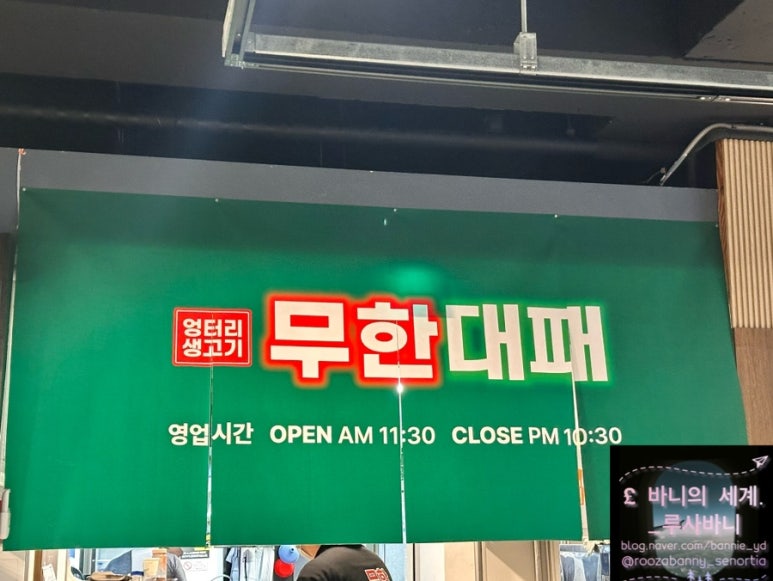 엉터리
생고기
무한대패
영업시간 OPEN AM 11:30 CLOSE PM 10:30
£ 바니의 세계.
_루사바니
blog.naver.com/bannie_yd
@roozabanny_senortia